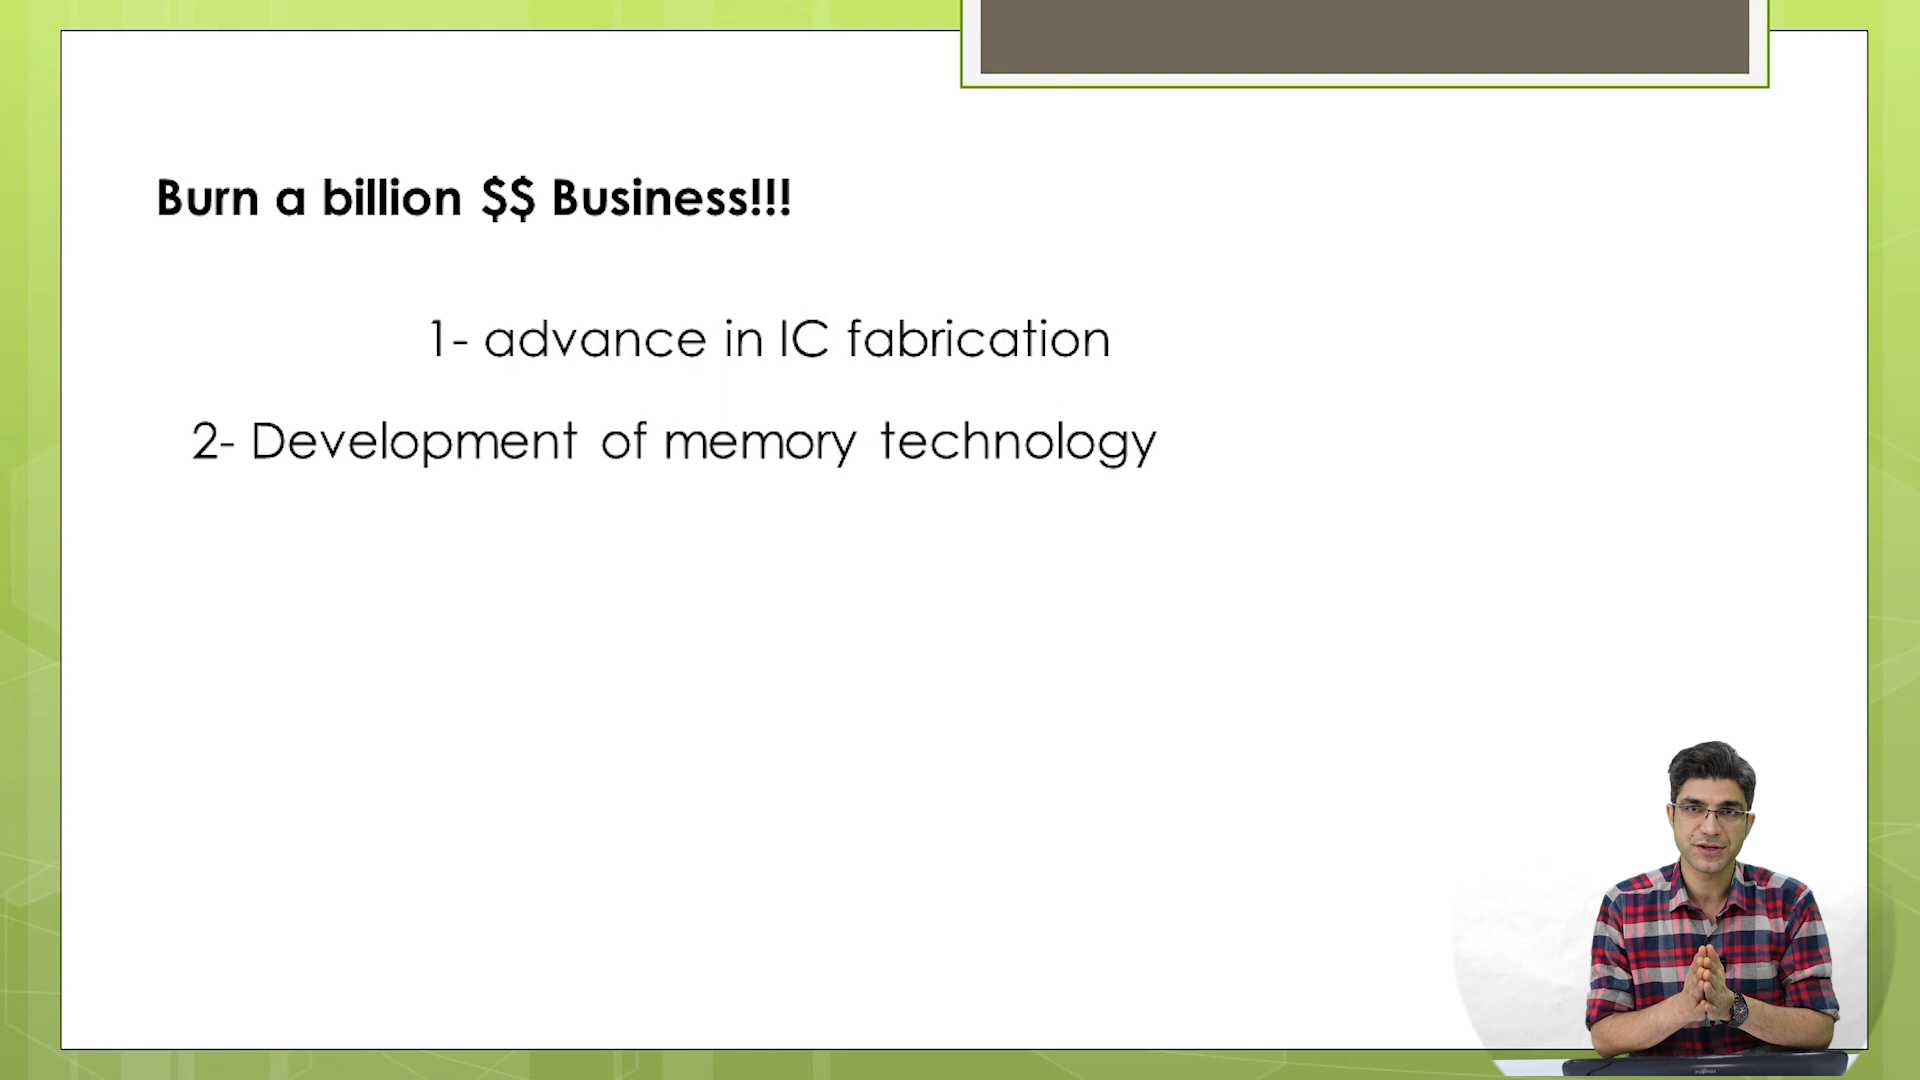 Burn a billion $$ Business!!!
1- advance in IC fabrication
2- Development of memory technology